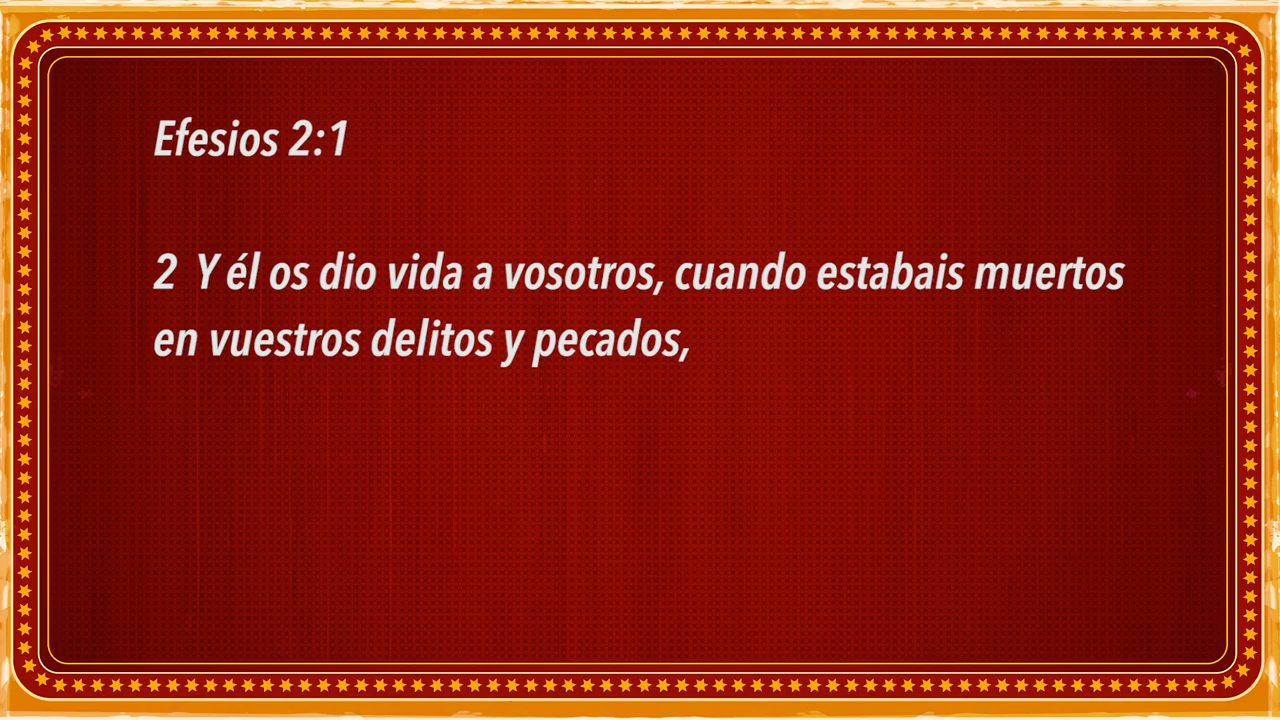 Efesios 2:1
2 Y él os dio vida a vosotros, cuando estabais muertos
en vuestros delitos y pecados,